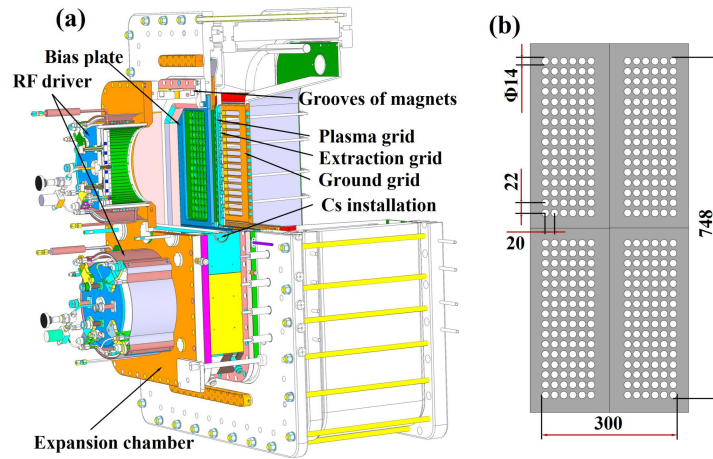 (a)
Bias plate
RF driver
Grooves of magnets
Plasma grid
Extraction grid
Ground grid
Cs installation
Expansion chamber
(b)
Φ14
22
20
748
300